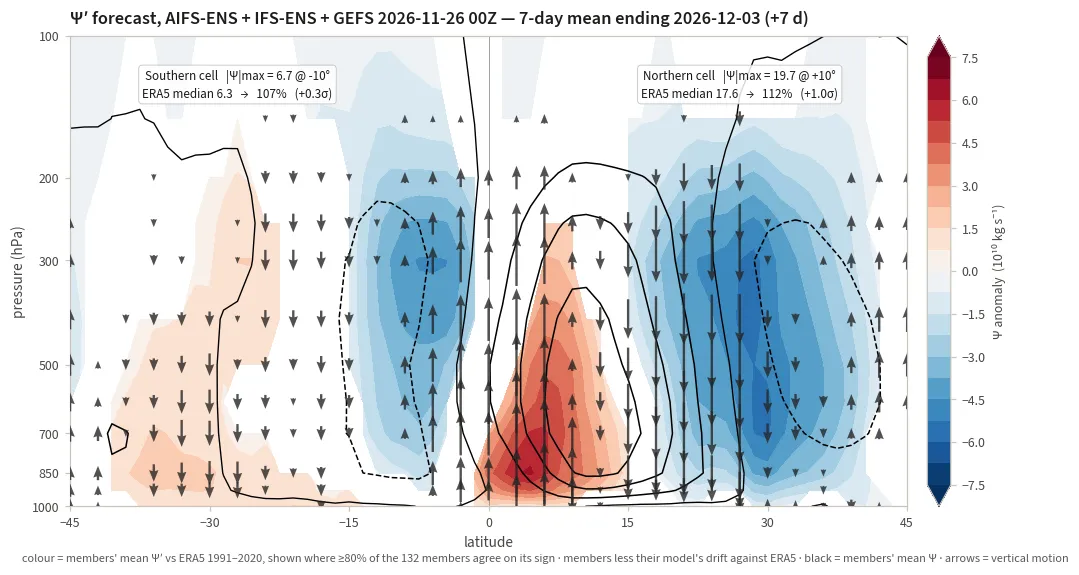 Ψ′ forecast, AIFS-ENS + IFS-ENS + GEFS 2026-11-26 00Z — 7-day mean ending 2026-12-03 (+7 d)
Southern cell |Ψ|max = 6.7 @ -10°
ERA5 median 6.3 → 107% (+0.3σ)
Northern cell |Ψ|max = 19.7 @ +10°
ERA5 median 17.6 → 112% (+1.0σ)
pressure (hPa)
100
200
300
400
500
700
850
1000
−45
−30
−15
0
15
30
45
latitude
7.5
6.0
4.5
3.0
1.5
0.0
−1.5
−3.0
−4.5
−6.0
−7.5
Ψ anomaly (10¹⁰ kg s⁻¹)
colour = members' mean Ψ′ vs ERA5 1991–2020, shown where ≥80% of the 132 members agree on its sign · members less their model's drift against ERA5 · black = members' mean Ψ · arrows = vertical motion